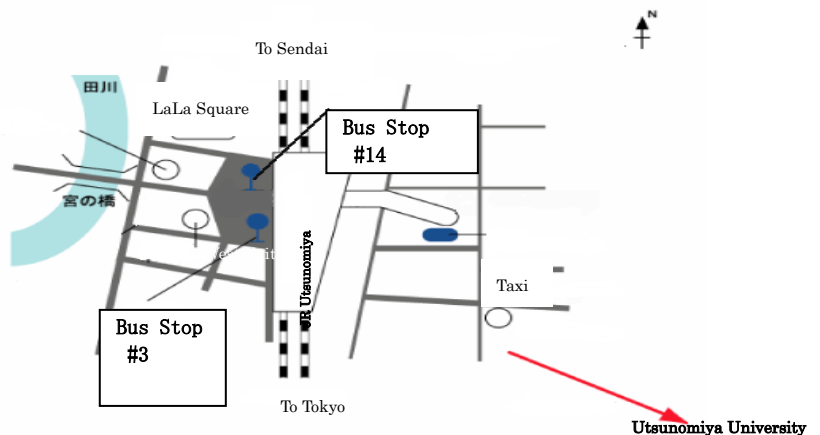 N
To Sendai
田川
LaLa Square
Bus Stop
#14
宮の橋
JR Utsunomiya
Taxi
Bus Stop
#3
To Tokyo
Utsunomiya University